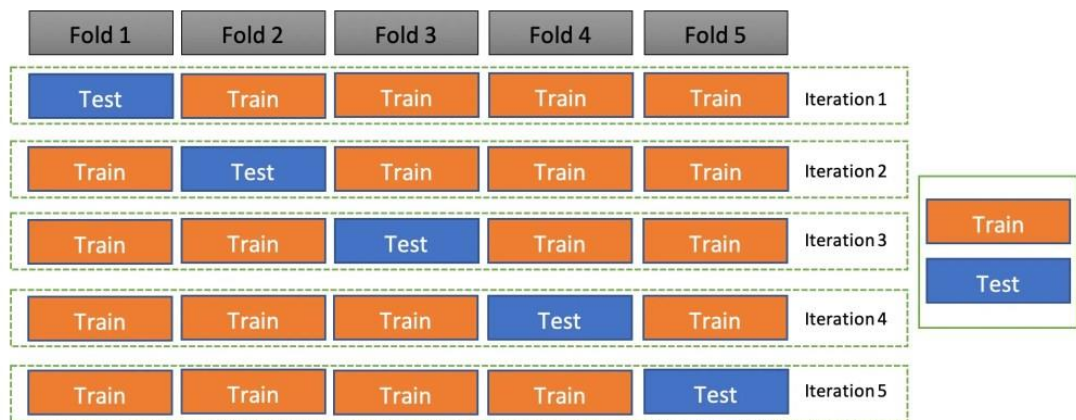 Fold 1 Fold 2 Fold 3 Fold 4 Fold 5
Test Train Train Train Train Iteration 1
Train Test Train Train Train Iteration 2
Train Train Test Train Train Iteration 3
Train Train Train Test Train Iteration 4
Train Train Train Train Test Iteration 5
Train
Test